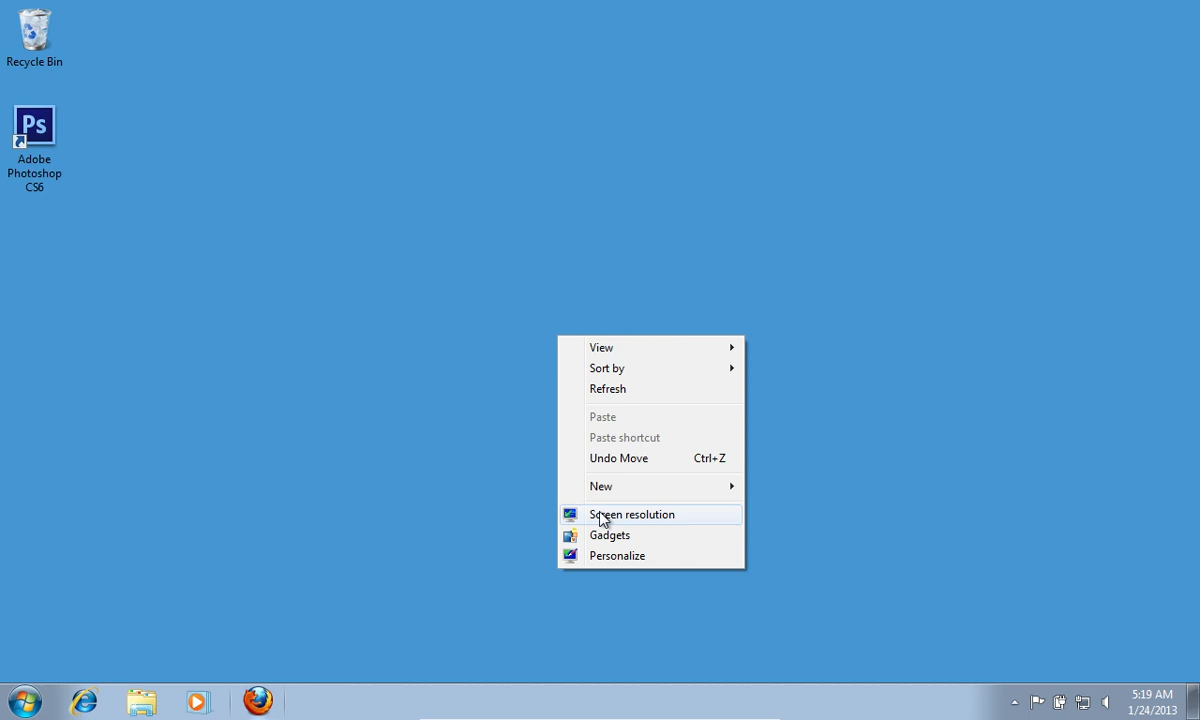 Recycle Bin
Ps
Adobe
Photoshop
CS6
View
Sort by
Refresh
Paste
Paste shortcut
Undo Move Ctrl+Z
New
Screen resolution
Gadgets
Personalize
5:19 AM
1/24/2013